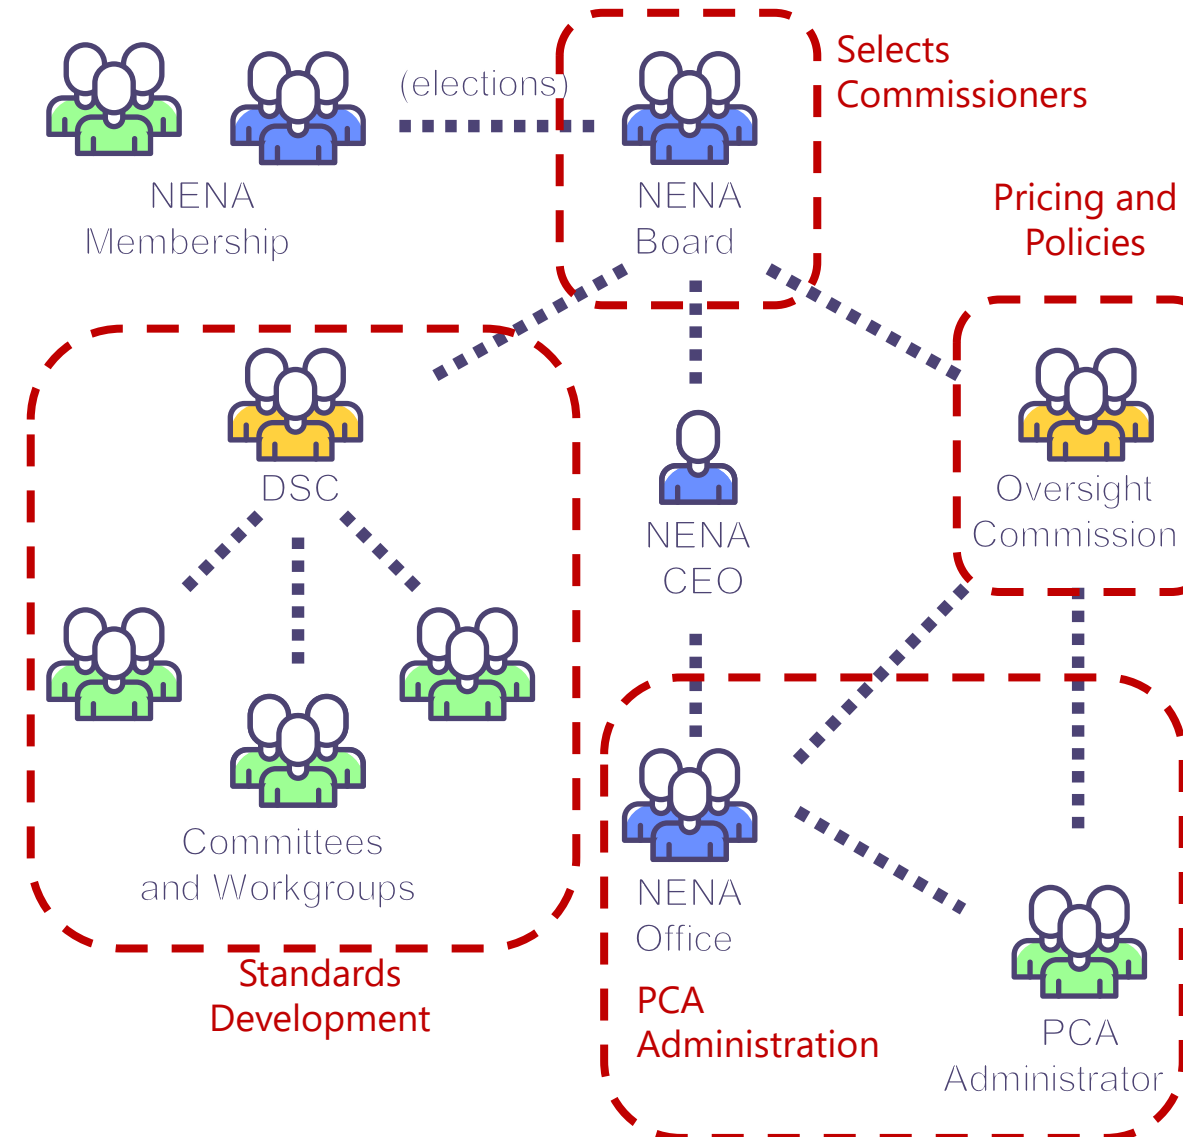 (elections)
Selects
Commissioners
NENA
Membership
NENA
Board
Pricing and
Policies
DSC
NENA
CEO
Oversight
Commission
Committees
and Workgroups
NENA
Office
Standards
Development
PCA
Administration
PCA
Administrator